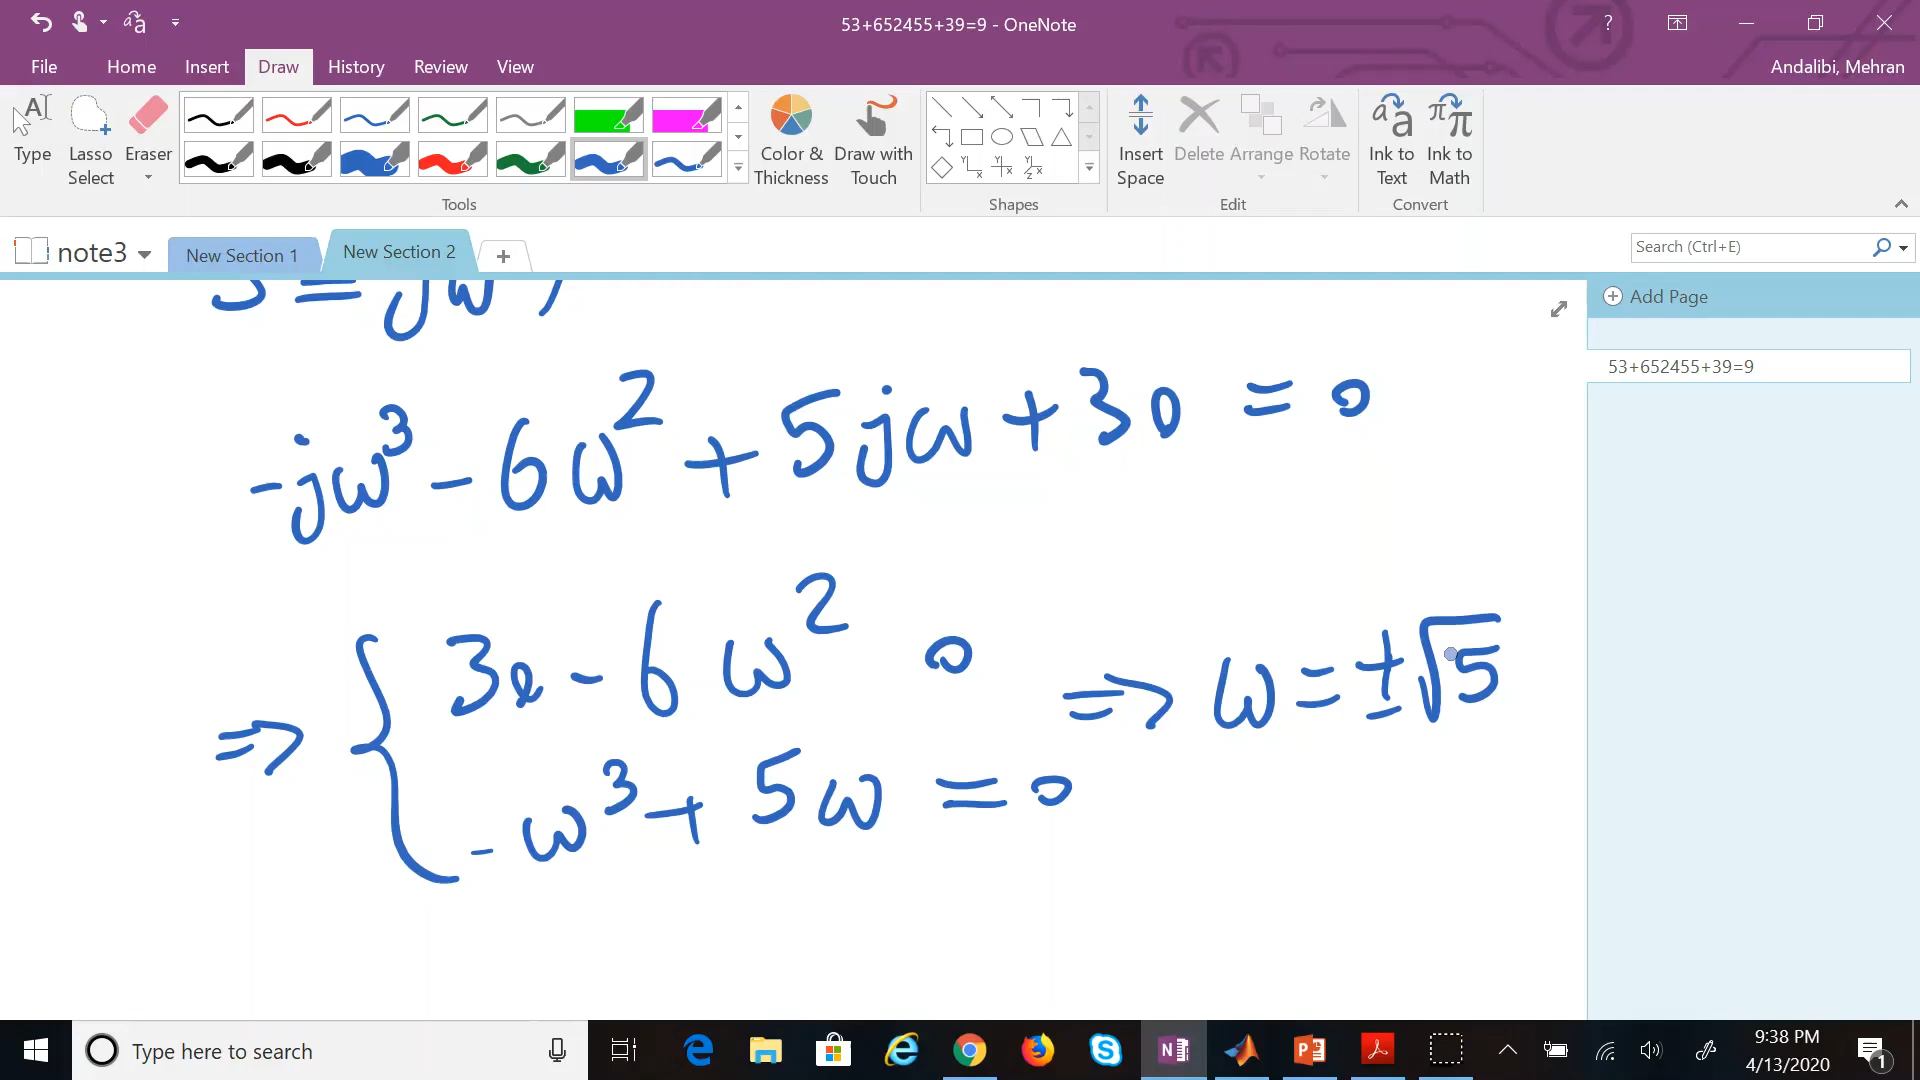 53+652455+39=9 - OneNote
?
Andalibi, Mehran
File Home Insert Draw History Review View
Type
Lasso Select
Eraser
Color & Thickness
Draw with Touch
Insert Space
Delete
Arrange
Rotate
Ink to Text
Ink to Math
Tools
Shapes
Edit
Convert
note3
New Section 1
New Section 2
Search (Ctrl+E)
Add Page
53+652455+39=9
S = jω,
-jω³ - 6ω² + 5jω + 30 = 0
⇒ { 30 - 6ω² 0 ⇒ ω = ±√5
-ω³ + 5ω = 0
Type here to search
9:38 PM
4/13/2020
1